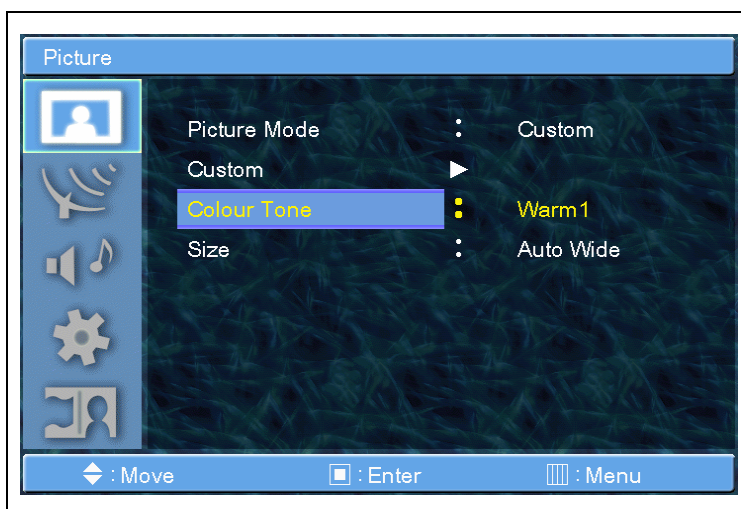 Picture
Picture Mode : Custom
Custom
Colour Tone : Warm1
Size : Auto Wide
: Move : Enter : Menu